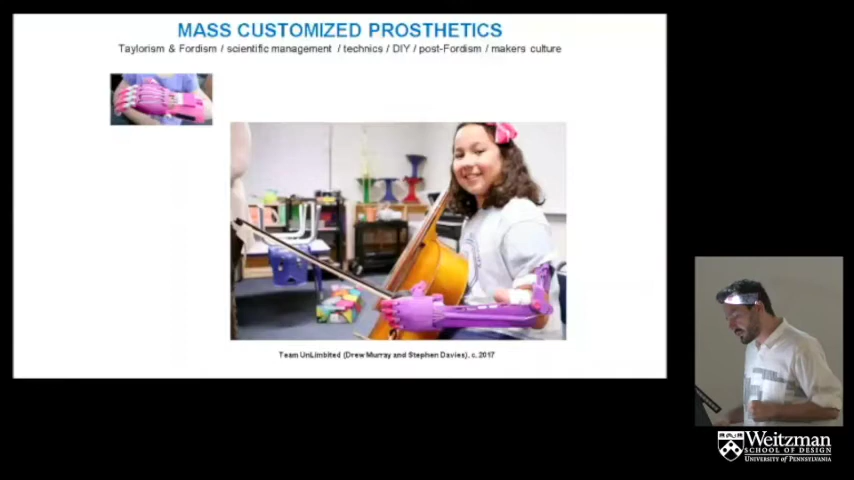 MASS CUSTOMIZED PROSTHETICS
Taylorism & Fordism / scientific management / technics / DIY / post-Fordism / makers culture
Team UnLimbited (Drew Murray and Stephen Davies), c. 2017
Weitzman
SCHOOL OF DESIGN
UNIVERSITY OF PENNSYLVANIA